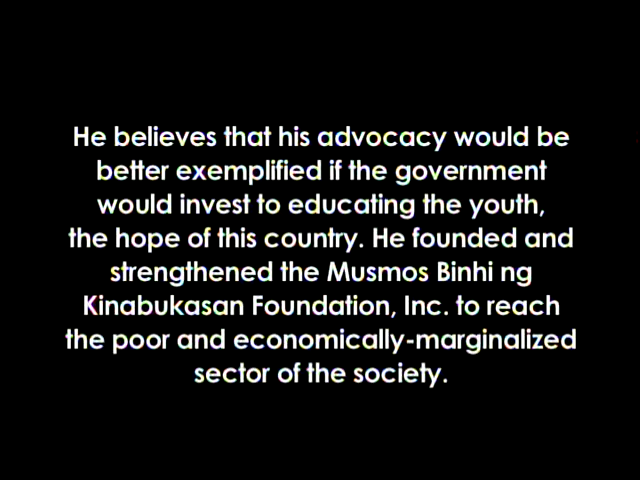 He believes that his advocacy would be
better exemplified if the government
would invest to educating the youth,
the hope of this country. He founded and
strengthened the Musmos Binhi ng
Kinabukasan Foundation, Inc. to reach
the poor and economically-marginalized
sector of the society.